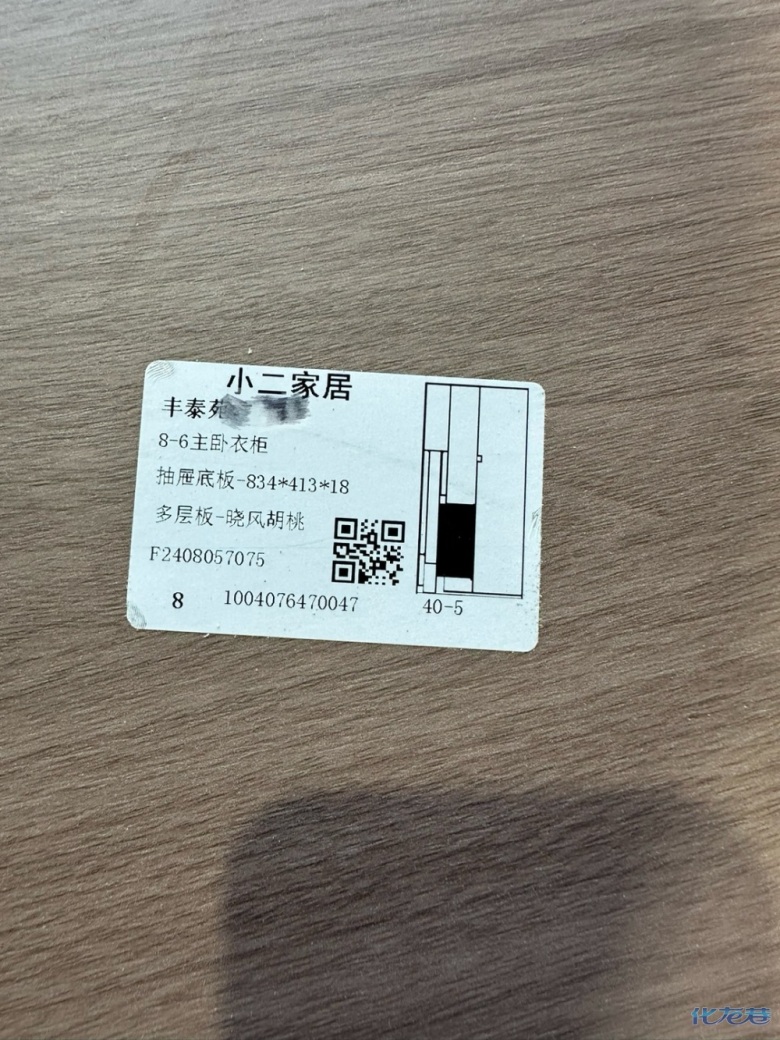 小二家居
丰泰苑
8-6主卧衣柜
抽屉底板-834*413*18
多层板-晓风胡桃
F2408057075
8 1004076470047
40-5
化龙巷